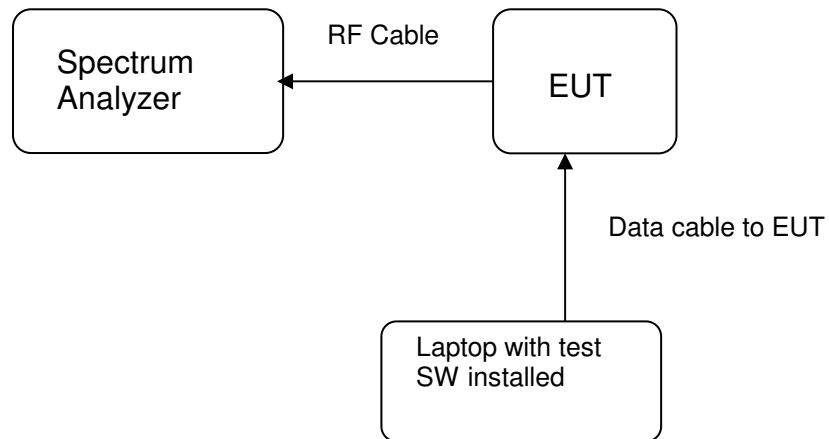 RF Cable
Spectrum
Analyzer
EUT
Data cable to EUT
Laptop with test
SW installed